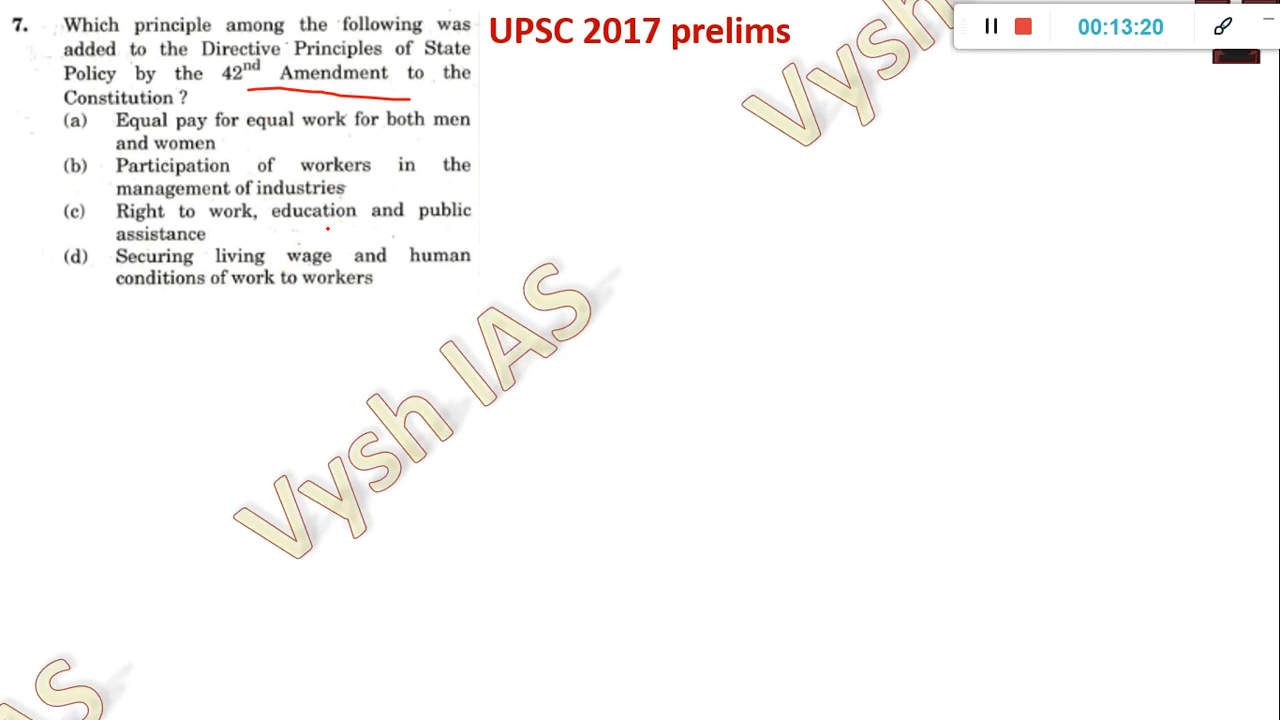 7. Which principle among the following was
added to the Directive Principles of State
Policy by the 42nd Amendment to the
Constitution ?
(a) Equal pay for equal work for both men
and women
(b) Participation of workers in the
management of industries
(c) Right to work, education and public
assistance
(d) Securing living wage and human
conditions of work to workers
UPSC 2017 prelims
00:13:20
Vysh
Vysh IAS
AS